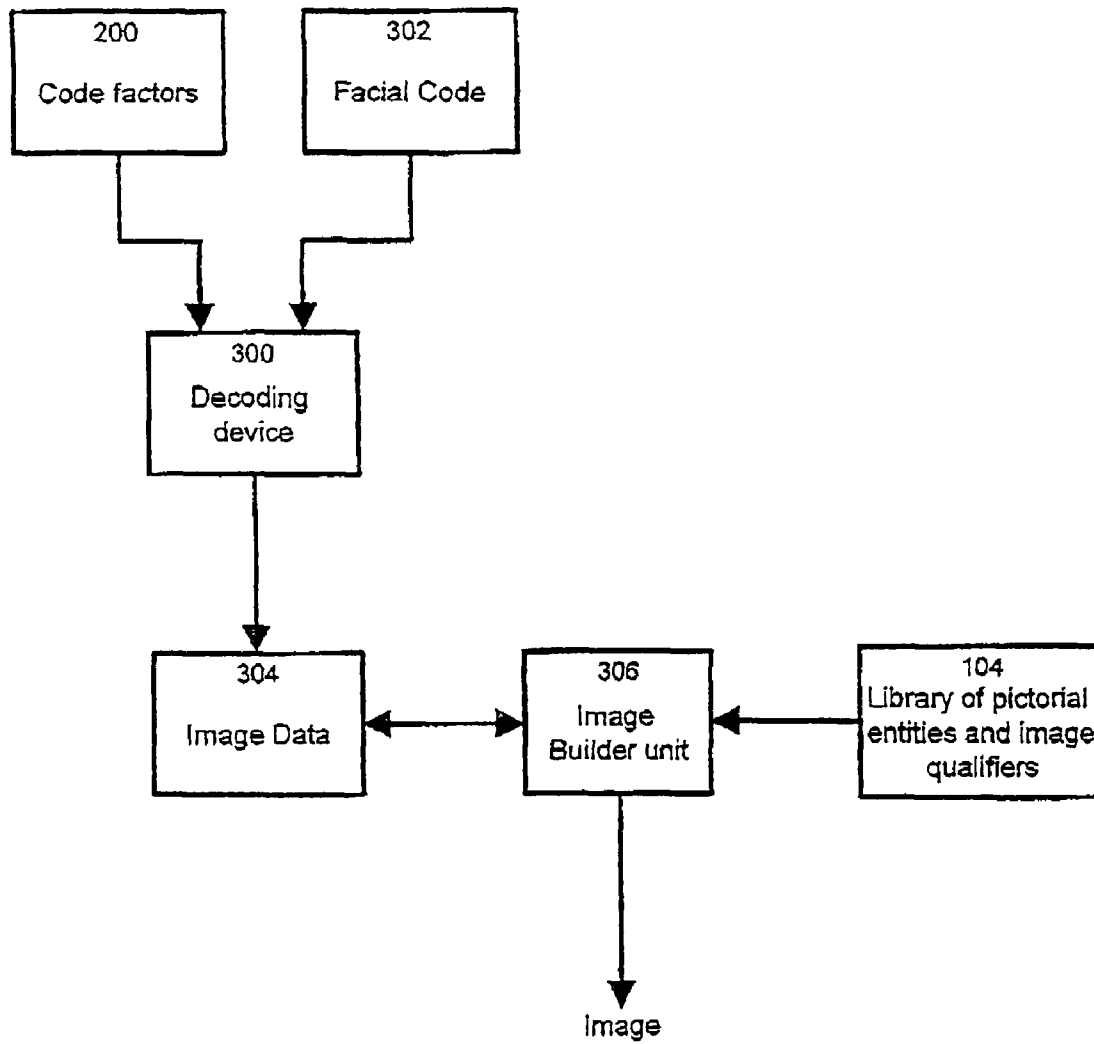 200
Code factors
302
Facial Code
300
Decoding
device
304
Image Data
306
Image
Builder unit
104
Library of pictorial
entities and image
qualifiers
Image